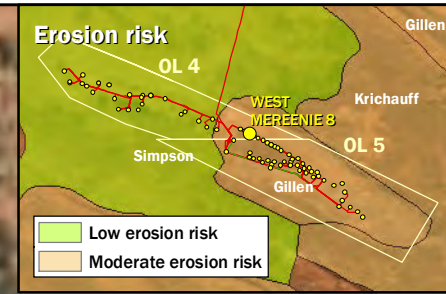 Erosion risk
Gillen
OL 4
Krichauff
WEST
MEREENIE 8
OL 5
Simpson
Gillen
Low erosion risk
Moderate erosion risk